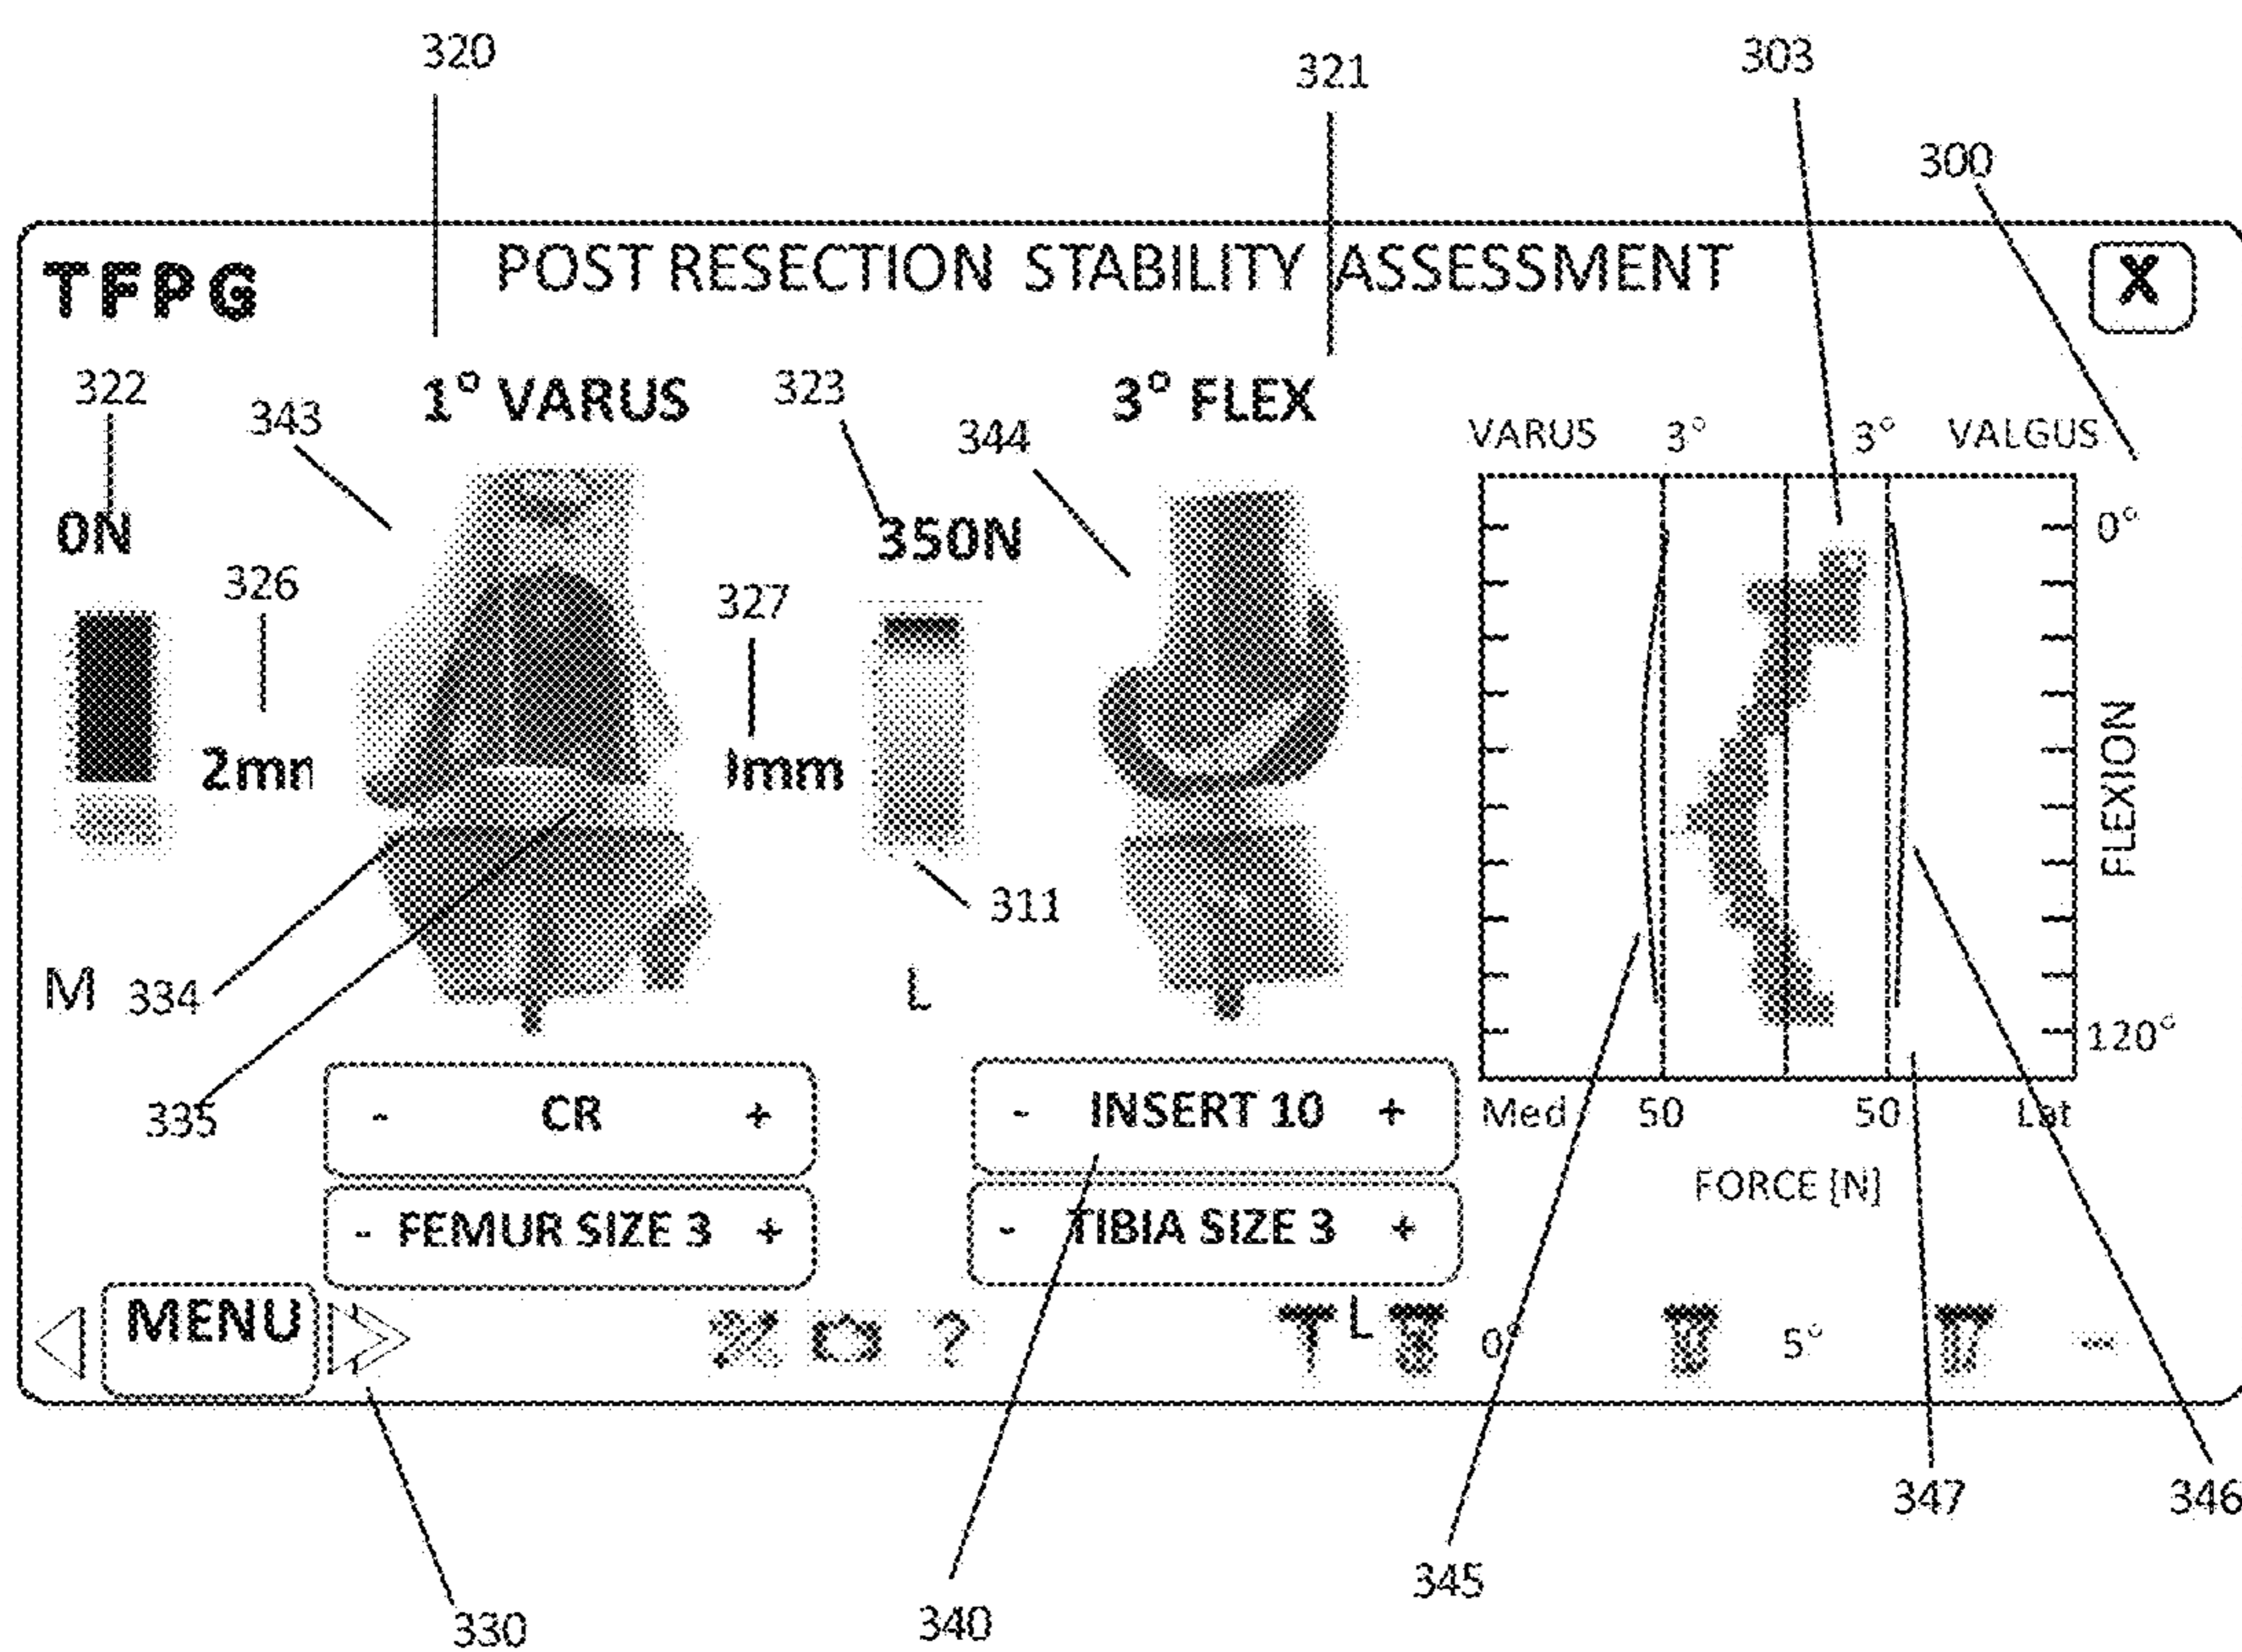 320
321
303
300
TFPG
POST RESECTION STABILITY ASSESSMENT
X
322
343
1° VARUS
323
344
3° FLEX
VARUS 3° 3° VALGUS
0N
350N
0°
326
327
2mm
mm
FLEXION
311
M
334
L
120°
335
- CR +
- INSERT 10 +
Med 50 50 Lat
FORCE [N]
- FEMUR SIZE 3 +
- TIBIA SIZE 3 +
MENU
?
L
0°
5°
--
347
346
345
330
340